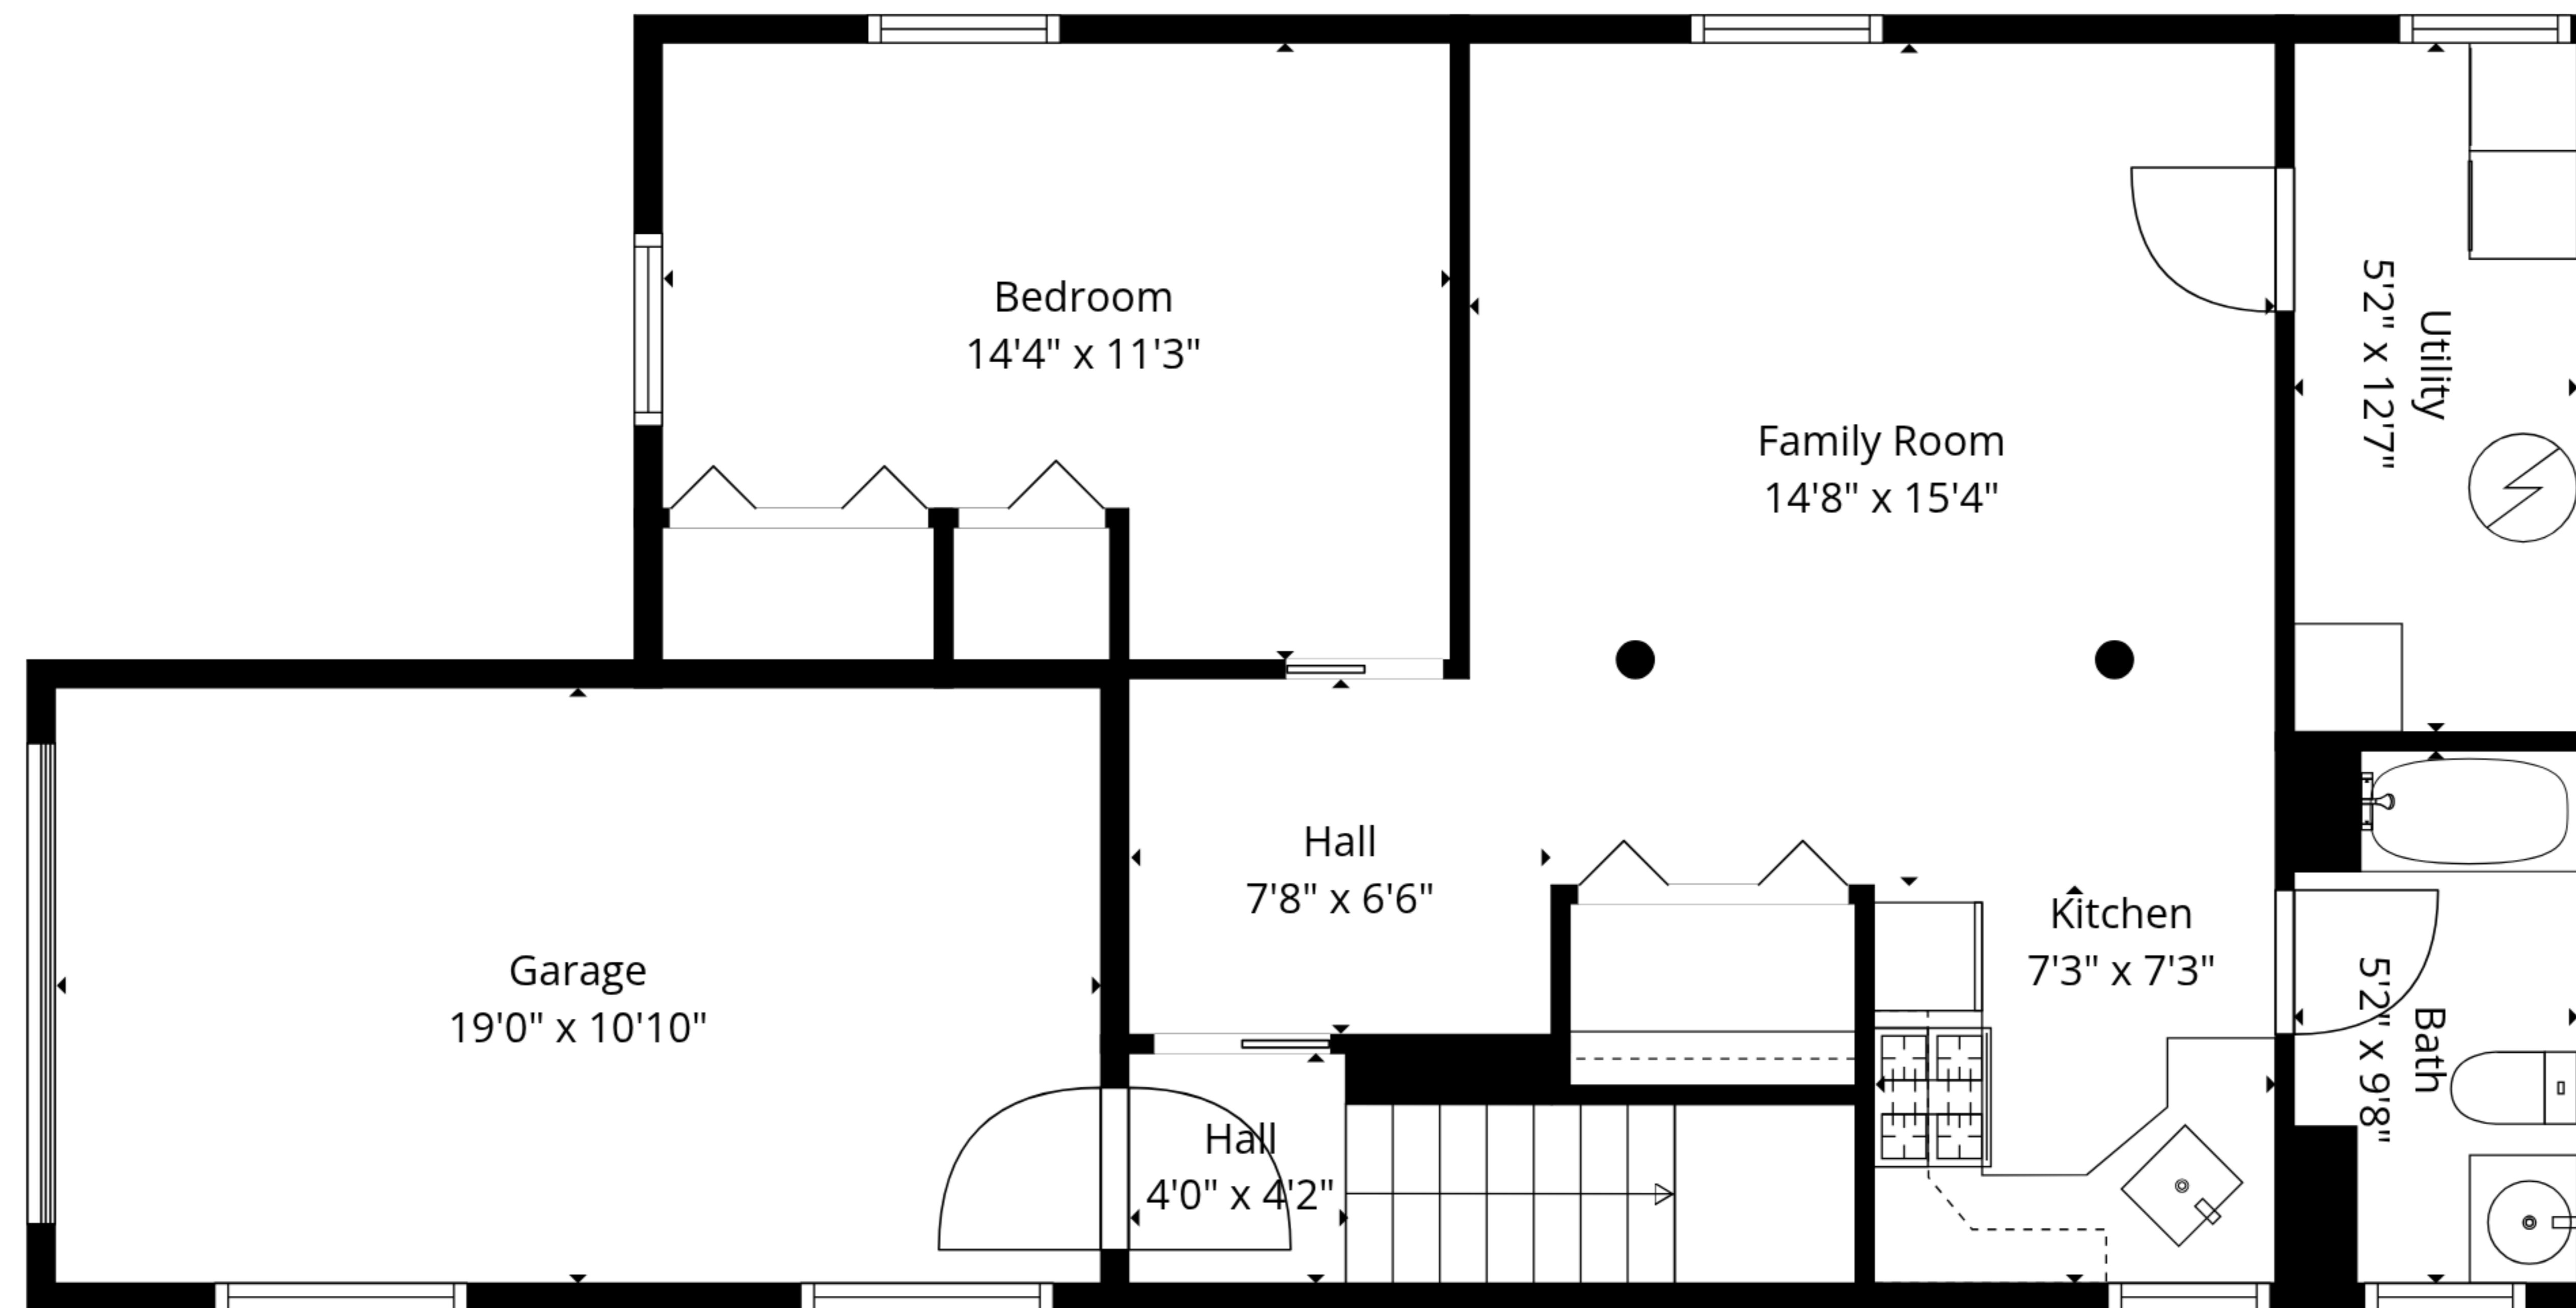 Bedroom
14'4" x 11'3"
Family Room
14'8" x 15'4"
Utility
5'2" x 12'7"
Hall
7'8" x 6'6"
Kitchen
7'3" x 7'3"
Garage
19'0" x 10'10"
Bath
5'2" x 9'8"
Hall
4'0" x 4'2"